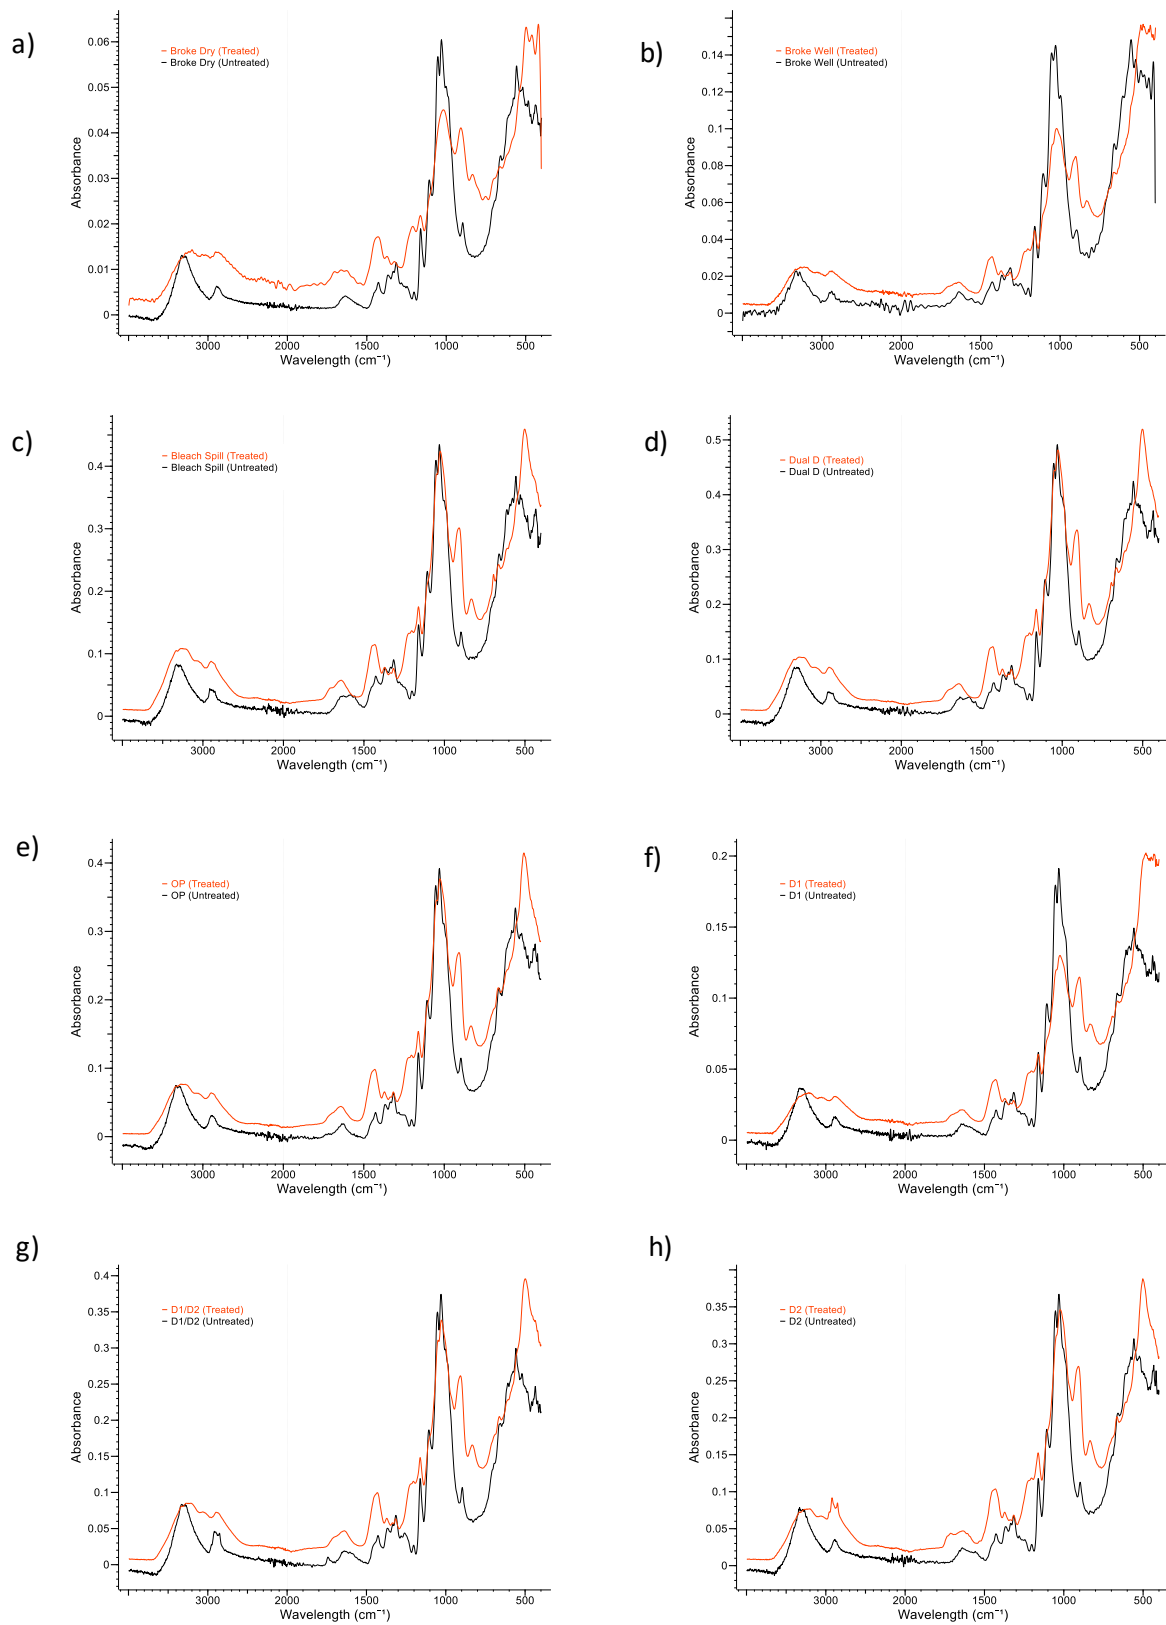 a)
Broke Dry (Treated)
Broke Dry (Untreated)
0.06
0.05
0.04
0.03
0.02
0.01
0
Absorbance
3000 2000 1500 1000 500
Wavelength (cm⁻¹)
b)
Broke Well (Treated)
Broke Well (Untreated)
0.14
0.12
0.1
0.08
0.06
0.04
0.02
0
Absorbance
3000 2000 1500 1000 500
Wavelength (cm⁻¹)
c)
Bleach Spill (Treated)
Bleach Spill (Untreated)
0.4
0.3
0.2
0.1
0
Absorbance
3000 2000 1500 1000 500
Wavelength (cm⁻¹)
d)
Dual D (Treated)
Dual D (Untreated)
0.5
0.4
0.3
0.2
0.1
0
Absorbance
3000 2000 1500 1000 500
Wavelength (cm⁻¹)
e)
OP (Treated)
OP (Untreated)
0.4
0.3
0.2
0.1
0
Absorbance
3000 2000 1500 1000 500
Wavelength (cm⁻¹)
f)
D1 (Treated)
D1 (Untreated)
0.2
0.15
0.1
0.05
0
Absorbance
3000 2000 1500 1000 500
Wavelength (cm⁻¹)
g)
D1/D2 (Treated)
D1/D2 (Untreated)
0.4
0.35
0.3
0.25
0.2
0.15
0.1
0.05
0
Absorbance
3000 2000 1500 1000 500
Wavelength (cm⁻¹)
h)
D2 (Treated)
D2 (Untreated)
0.35
0.3
0.25
0.2
0.15
0.1
0.05
0
Absorbance
3000 2000 1500 1000 500
Wavelength (cm⁻¹)